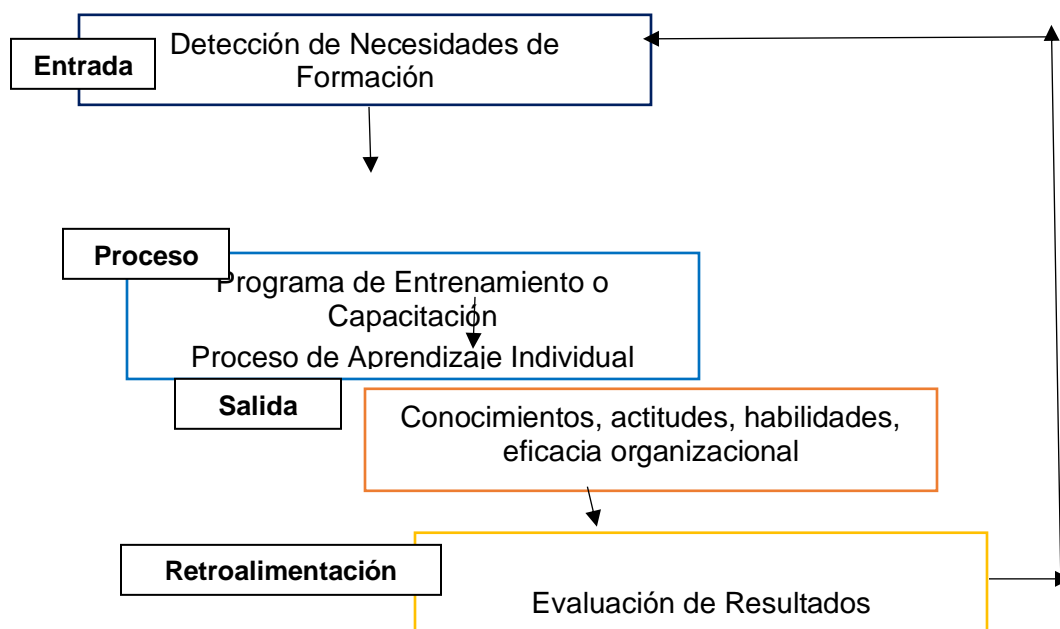 Entrada
Detección de Necesidades de
Formación
Proceso
Programa de Entrenamiento o
Capacitación
Proceso de Aprendizaje Individual
Salida
Conocimientos, actitudes, habilidades,
eficacia organizacional
Retroalimentación
Evaluación de Resultados